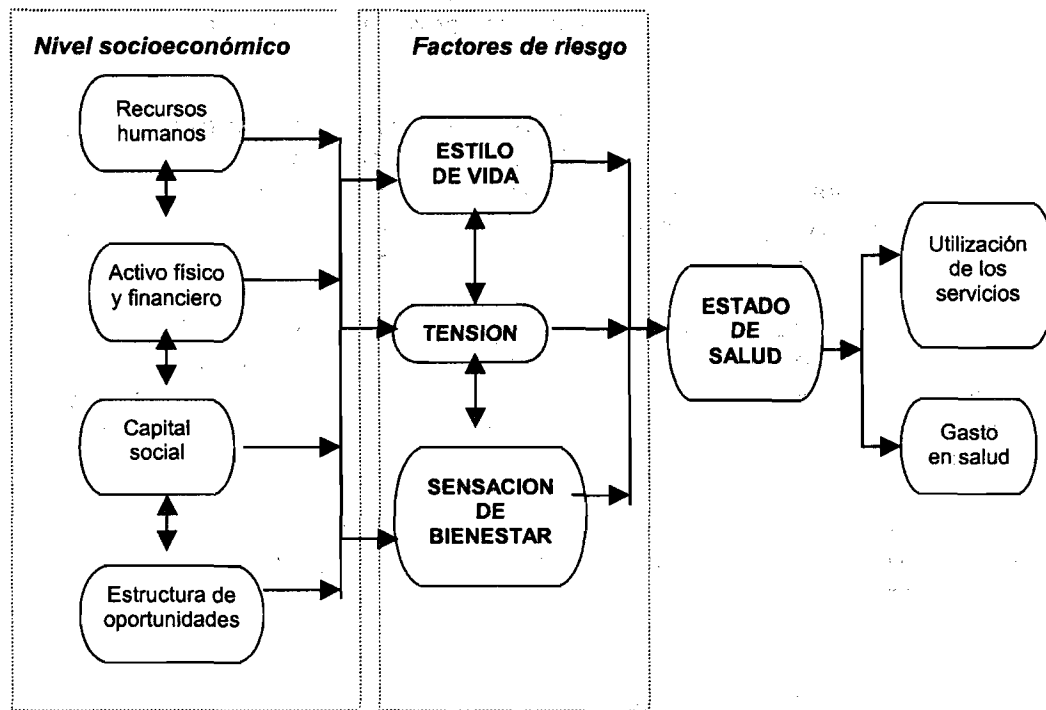 Nivel socioeconómico
Recursos
humanos
Activo físico
y financiero
Capital
social
Estructura de
oportunidades
Factores de riesgo
ESTILO
DE VIDA
TENSION
SENSACION
DE
BIENESTAR
ESTADO
DE
SALUD
Utilización
de los
servicios
Gasto
en salud